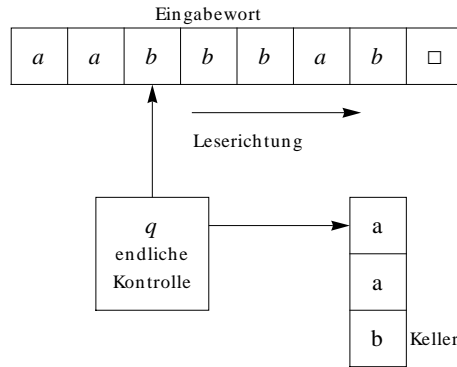 Eingabewort
a a b b b a b □
Leserichtung
q
endliche
Kontrolle
a
a
b Keller